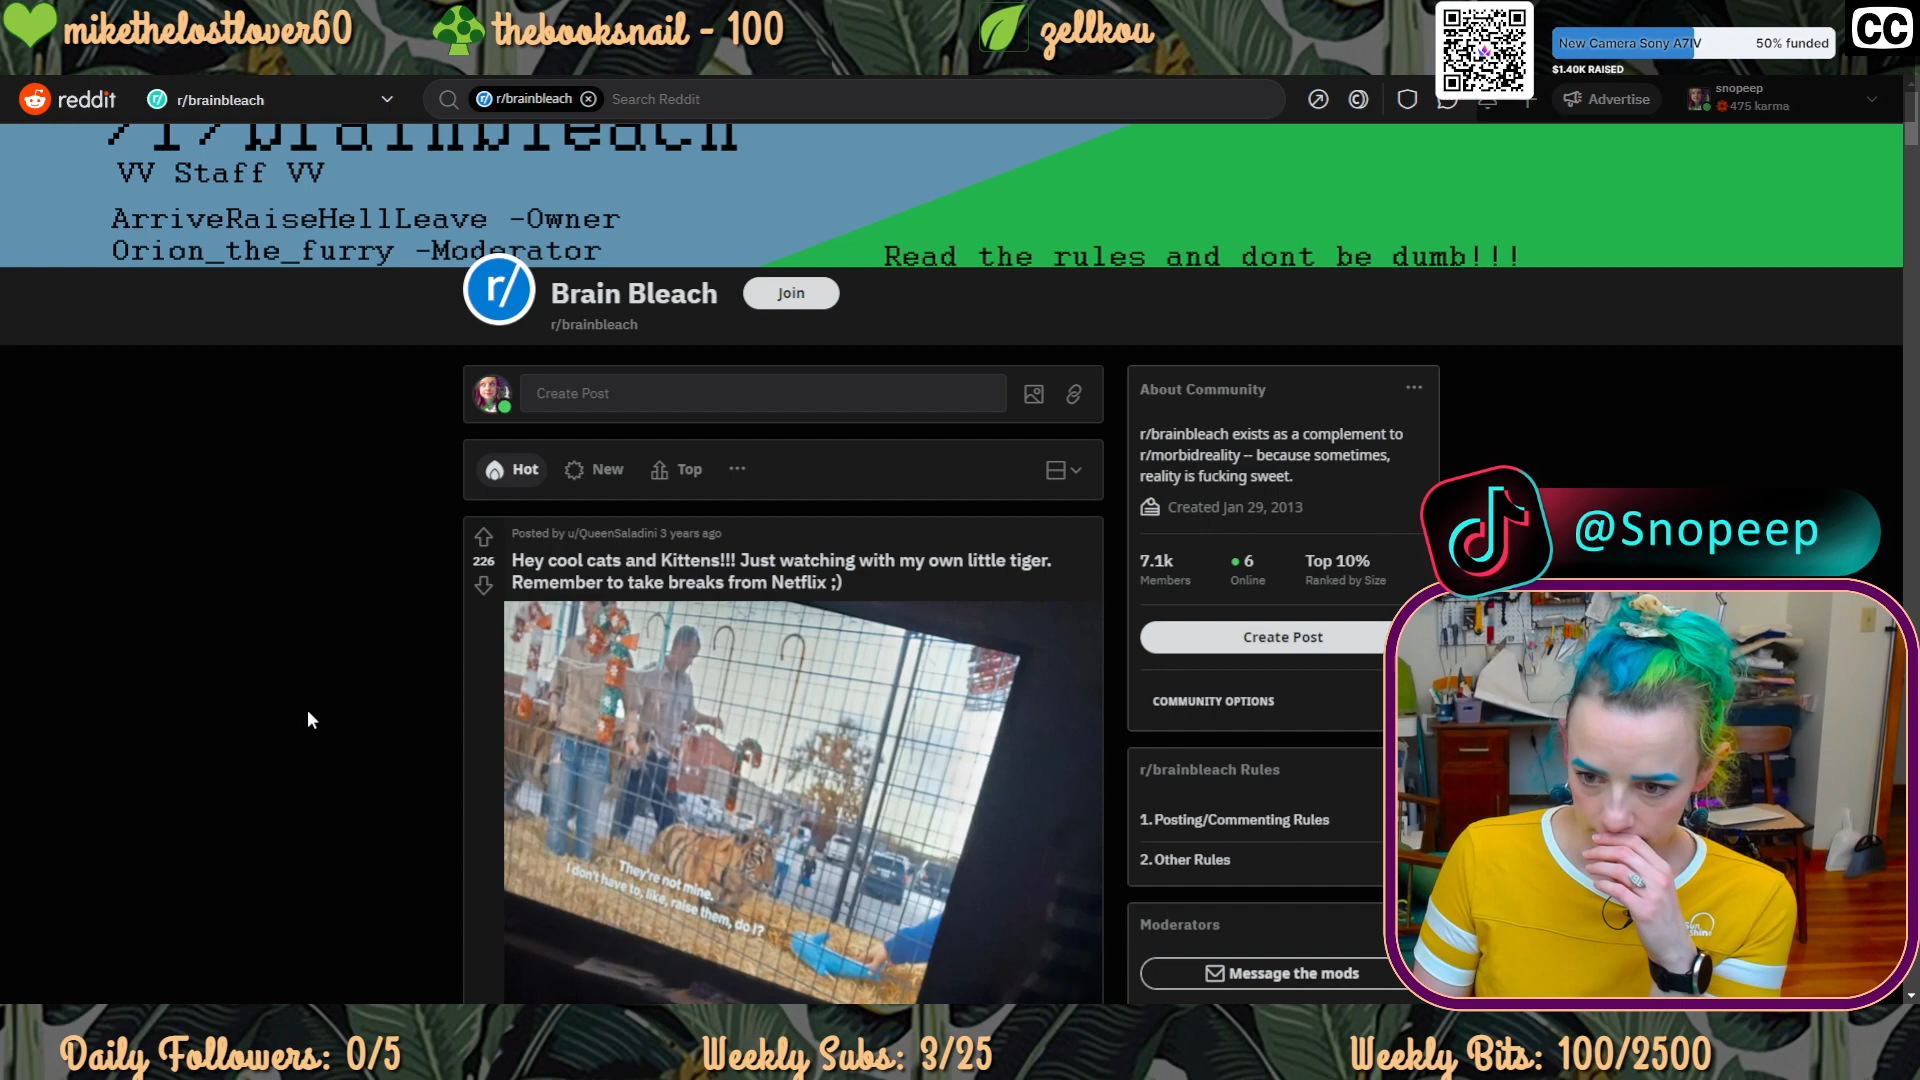 mikethelostlover60
thebooksnail - 100
zellkou
New Camera Sony A7IV
50% funded
$1.40K RAISED
CC
reddit
r/brainbleach
r/brainbleach
Search Reddit
Advertise
snopeep
475 karma
/r/brainbleach
VV Staff VV
ArriveRaiseHellLeave -Owner
Orion_the_furry -Moderator
Read the rules and dont be dumb!!!
r/
Brain Bleach
Join
r/brainbleach
Create Post
Hot
New
Top
Posted by u/QueenSaladini 3 years ago
226
Hey cool cats and Kittens!!! Just watching with my own little tiger.
Remember to take breaks from Netflix ;)
They're not mine.
I don't have to, like, raise them, do I?
About Community
r/brainbleach exists as a complement to
r/morbidreality -- because sometimes,
reality is fucking sweet.
Created Jan 29, 2013
7.1k
6
Top 10%
Members
Online
Ranked by Size
Create Post
COMMUNITY OPTIONS
r/brainbleach Rules
1. Posting/Commenting Rules
2. Other Rules
Moderators
Message the mods
@Snopeep
Sun
Shine
Daily Followers: 0/5
Weekly Subs: 3/25
Weekly Bits: 100/2500